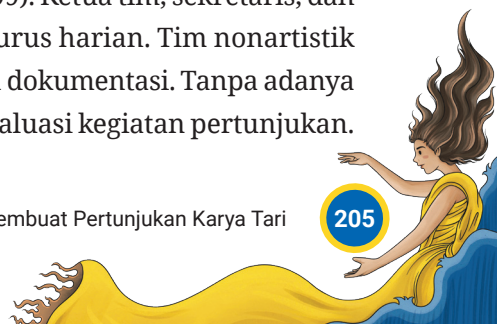 Ketua tim, sekretaris, dan
urus harian. Tim nonartistik
dokumentasi. Tanpa adanya
aluasi kegiatan pertunjukan.
embuat Pertunjukan Karya Tari
205